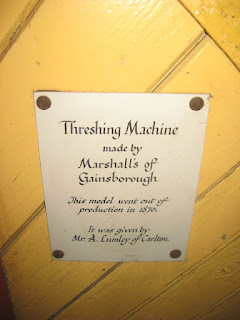 Threshing Machine
made by
Marshall's of
Gainsborough
This model went out of
production in 1870.
It was given by
Mr. A. Lumley of Carlton.